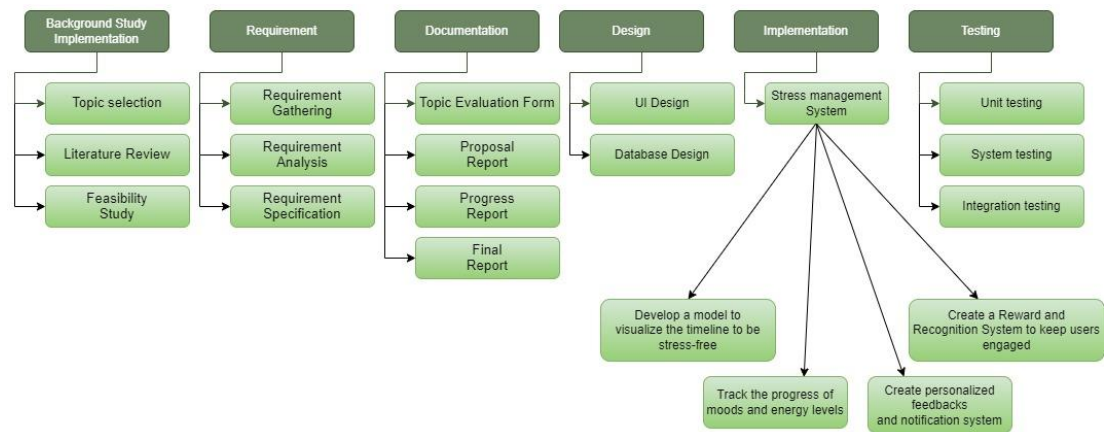 Background Study
Implementation
Requirement
Documentation
Design
Implementation
Testing
Topic selection
Literature Review
Feasibility
Study
Requirement
Gathering
Requirement
Analysis
Requirement
Specification
Topic Evaluation Form
Proposal
Report
Progress
Report
Final
Report
UI Design
Database Design
Stress management
System
Unit testing
System testing
Integration testing
Develop a model to
visualize the timeline to be
stress-free
Track the progress of
moods and energy levels
Create personalized
feedbacks
and notification system
Create a Reward and
Recognition System to keep users
engaged